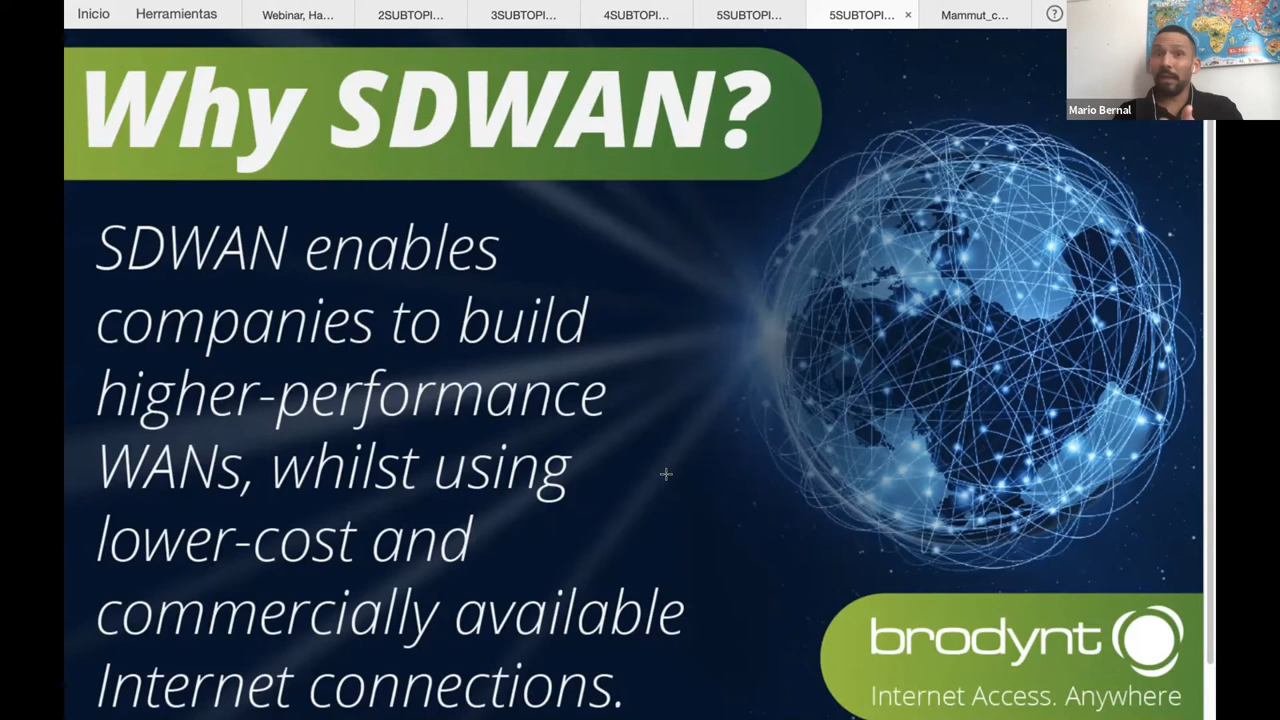 Inicio Herramientas Webinar, Ha... 2SUBTOPI... 3SUBTOPI... 4SUBTOPI... 5SUBTOPI... 5SUBTOPI... × Mammut_c... ?
Mario Bernal
Why SDWAN?
SDWAN enables
companies to build
higher-performance
WANs, whilst using
lower-cost and
commercially available
Internet connections.
brodynt
Internet Access. Anywhere